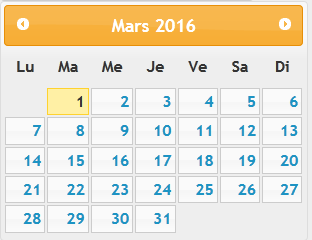 Mars 2016
Lu Ma Me Je Ve Sa Di
1 2 3 4 5 6
7 8 9 10 11 12 13
14 15 16 17 18 19 20
21 22 23 24 25 26 27
28 29 30 31